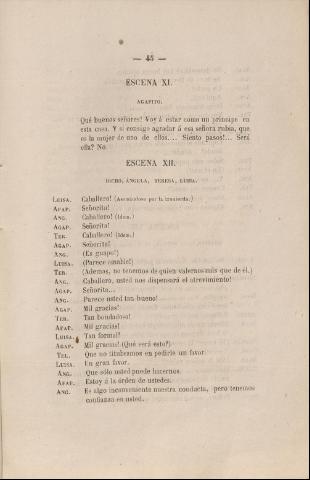 — 45 —
ESCENA XI.
AGAPITO.
Qué buenos señores! Voy á estar como un príncipe en
esta casa. Y si consigo agradar á esa señora rubia, que
es la mujer de uno de ellos.... Siento pasos!... Será
ella? No.
ESCENA XII.
DICHO, ÁNGELA, TERESA, LUISA.
LUISA. Caballero! (Asomándose por la izquierda.)
AGAP. Señorita!
ANG. Caballero! (Idem.)
AGAP. Señorita!
TER. Caballero! (Idem.)
AGAP. Señorita!
ANG. (Es guapo!)
LUISA. (Parece amable!)
TER. (Ademas, no tenemos de quien valernos más que de él.)
ANG. Caballero, usted nos dispensará el atrevimiento!
AGAP. Señorita...
ANG. Parece usted tan bueno!
AGAP. Mil gracias!
TER. Tan bondadoso!
AGAP. Mil gracias!
LUISA. Tan formal!
AGAP. Mil gracias! (Qué será esto?)
TER. Que no titubeamos en pedirle un favor.
LUISA. Un gran favor.
ANG. Que sólo usted puede hacernos.
AGAP. Estoy á la órden de ustedes.
ANG. Es algo inconveniente nuestra conducta, pero tenemos
confianza en usted.